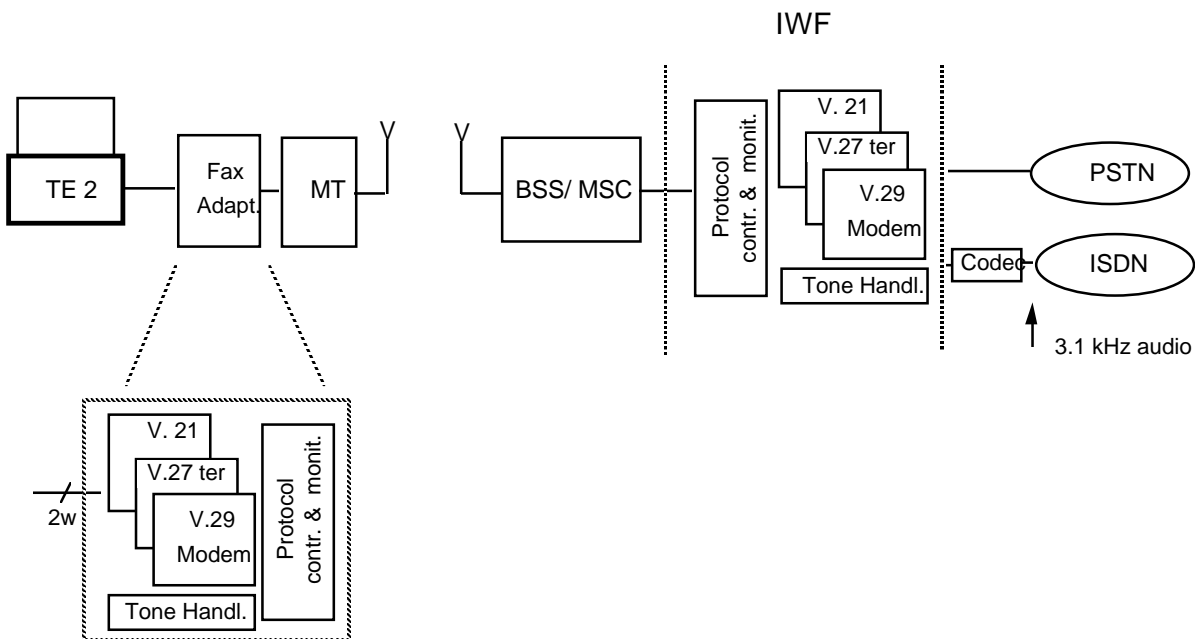 IWF
TE 2
Fax
Adapt.
MT
BSS/ MSC
Protocol
contr. & monit.
V. 21
V.27 ter
V.29
Modem
Tone Handl.
PSTN
Codec
ISDN
3.1 kHz audio
2w
V. 21
V.27 ter
V.29
Modem
Tone Handl.
Protocol
contr. & monit.